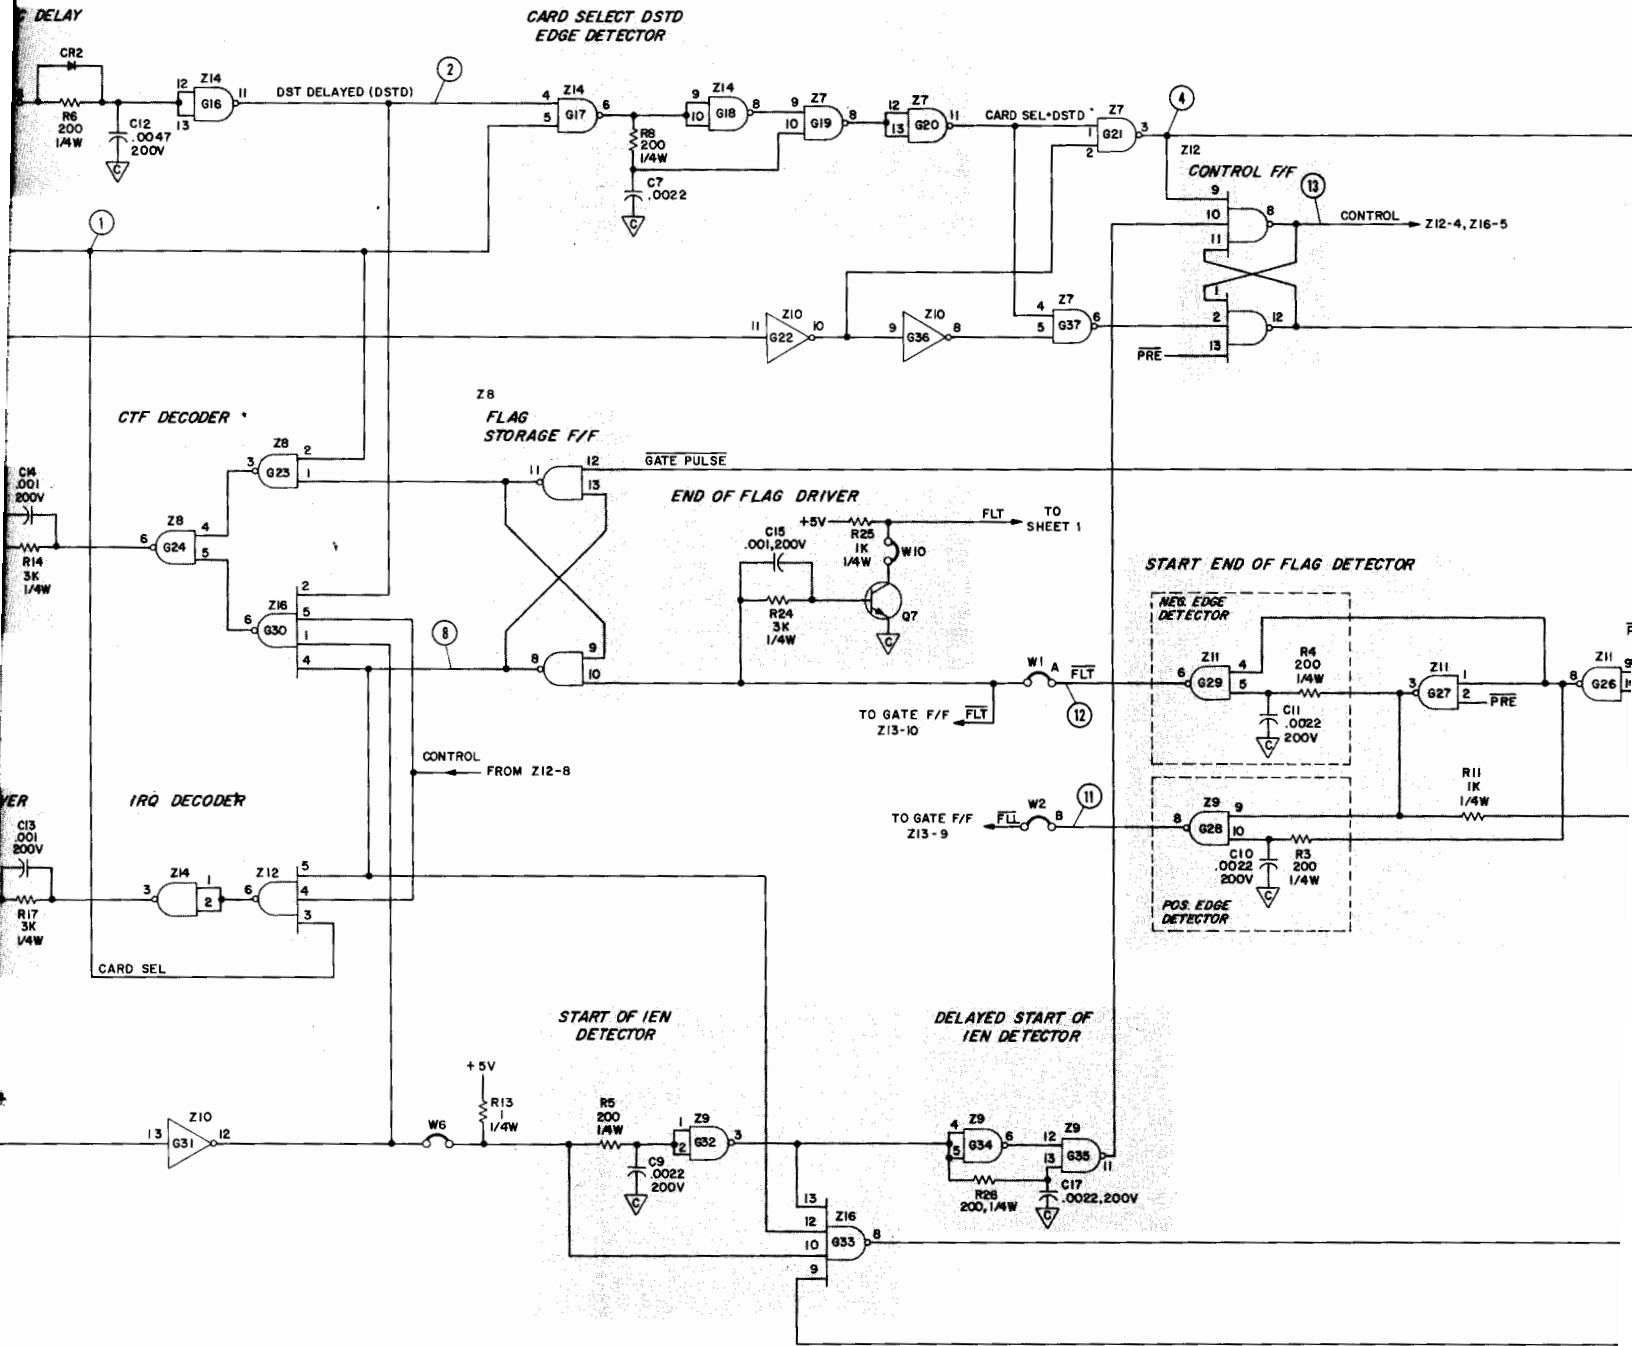 DELAY
CR2
R6
200
1/4W
C12
.0047
200V
C
12
13
Z14
G16
11
DST DELAYED (DSTD)
2
CARD SELECT DSTD
EDGE DETECTOR
4
5
Z14
G17
6
R8
200
1/4W
C7
.0022
C
9
10
Z14
G18
8
9
10
Z7
G19
8
12
13
Z7
G20
11
CARD SEL•DSTD
1
2
Z7
G21
3
4
Z12
CONTROL F/F
9
10
11
8
13
CONTROL
Z12-4, Z16-5
1
2
13
12
PRE
1
11
Z10
G22
10
9
Z10
G36
8
4
5
Z7
G37
6
CTF DECODER
C14
.001
200V
R14
3K
1/4W
Z8
G23
3
2
1
Z8
G24
6
4
5
Z16
G30
6
2
5
1
4
8
Z8
FLAG
STORAGE F/F
11
12
13
8
9
10
GATE PULSE
END OF FLAG DRIVER
+5V
R25
1K
1/4W
FLT
TO
SHEET 1
W10
C15
.001,200V
R24
3K
1/4W
Q7
C
W1
A
FLT
12
TO GATE F/F
Z13-10
FLT
START END OF FLAG DETECTOR
NEG. EDGE
DETECTOR
Z11
G29
6
4
5
R4
200
1/4W
C11
.0022
200V
C
Z11
G27
3
1
2
PRE
Z11
G26
8
9
R11
1K
1/4W
TO GATE F/F
Z13-9
FLL
W2
B
11
Z9
G28
8
9
10
C10
.0022
200V
C
R3
200
1/4W
POS. EDGE
DETECTOR
CONTROL
FROM Z12-8
IRQ DECODER
C13
.001
200V
R17
3K
1/4W
Z14
3
1
2
Z12
6
5
4
3
CARD SEL
START OF IEN
DETECTOR
13
Z10
G31
12
W6
+5V
R13
1
1/4W
R5
200
1/4W
C9
.0022
200V
C
1
2
Z9
G32
3
DELAYED START OF
IEN DETECTOR
4
5
Z9
G34
6
R26
200,1/4W
12
13
Z9
G35
11
C17
.0022,200V
C
13
12
10
9
Z16
G33
8